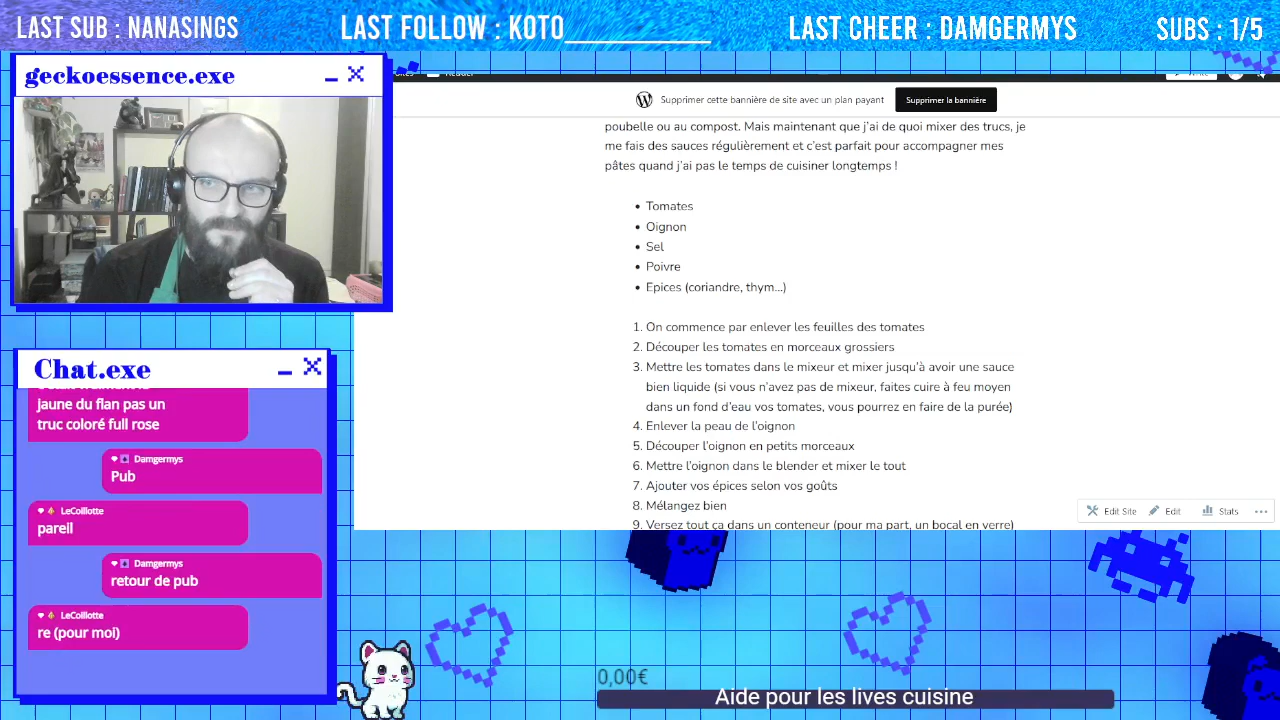 LAST SUB : NANASINGS
LAST FOLLOW : KOTO__________
LAST CHEER : DAMGERMYS
SUBS : 1/5
geckoessence.exe
Supprimer cette bannière de site avec un plan payant
Supprimer la bannière
poubelle ou au compost. Mais maintenant que j'ai de quoi mixer des trucs, je
me fais des sauces régulièrement et c'est parfait pour accompagner mes
pâtes quand j'ai pas le temps de cuisiner longtemps !
• Tomates
• Oignon
• Sel
• Poivre
• Epices (coriandre, thym…)
1. On commence par enlever les feuilles des tomates
2. Découper les tomates en morceaux grossiers
3. Mettre les tomates dans le mixeur et mixer jusqu'à avoir une sauce
bien liquide (si vous n'avez pas de mixeur, faites cuire à feu moyen
dans un fond d'eau vos tomates, vous pourrez en faire de la purée)
4. Enlever la peau de l'oignon
5. Découper l'oignon en petits morceaux
6. Mettre l'oignon dans le blender et mixer le tout
7. Ajouter vos épices selon vos goûts
8. Mélangez bien
9. Versez tout ça dans un conteneur (pour ma part, un bocal en verre)
Edit Site
Edit
Stats
Chat.exe
jaune du flan pas un
truc coloré full rose
Damgermys
Pub
LeCoillotte
pareil
Damgermys
retour de pub
LeCoillotte
re (pour moi)
0,00€
Aide pour les lives cuisine